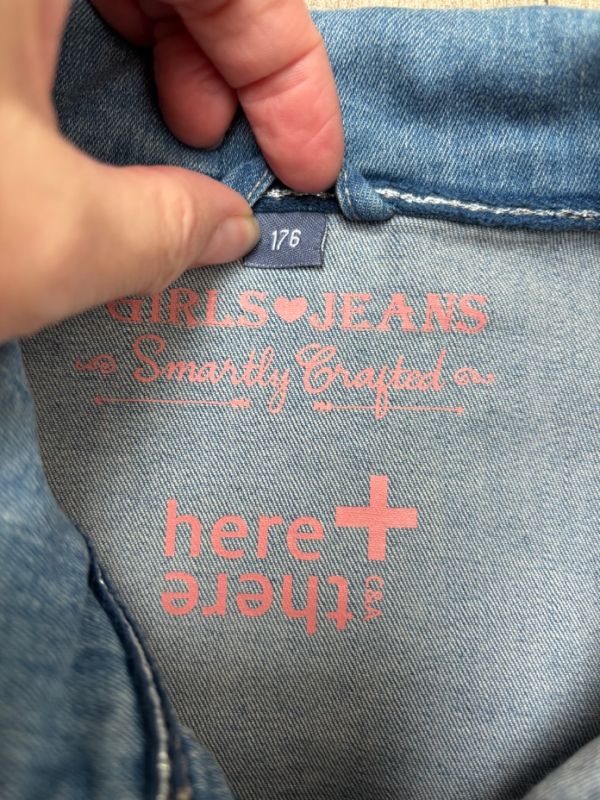 176
GIRLS JEANS
Smartly Crafted
here +
there
C&A